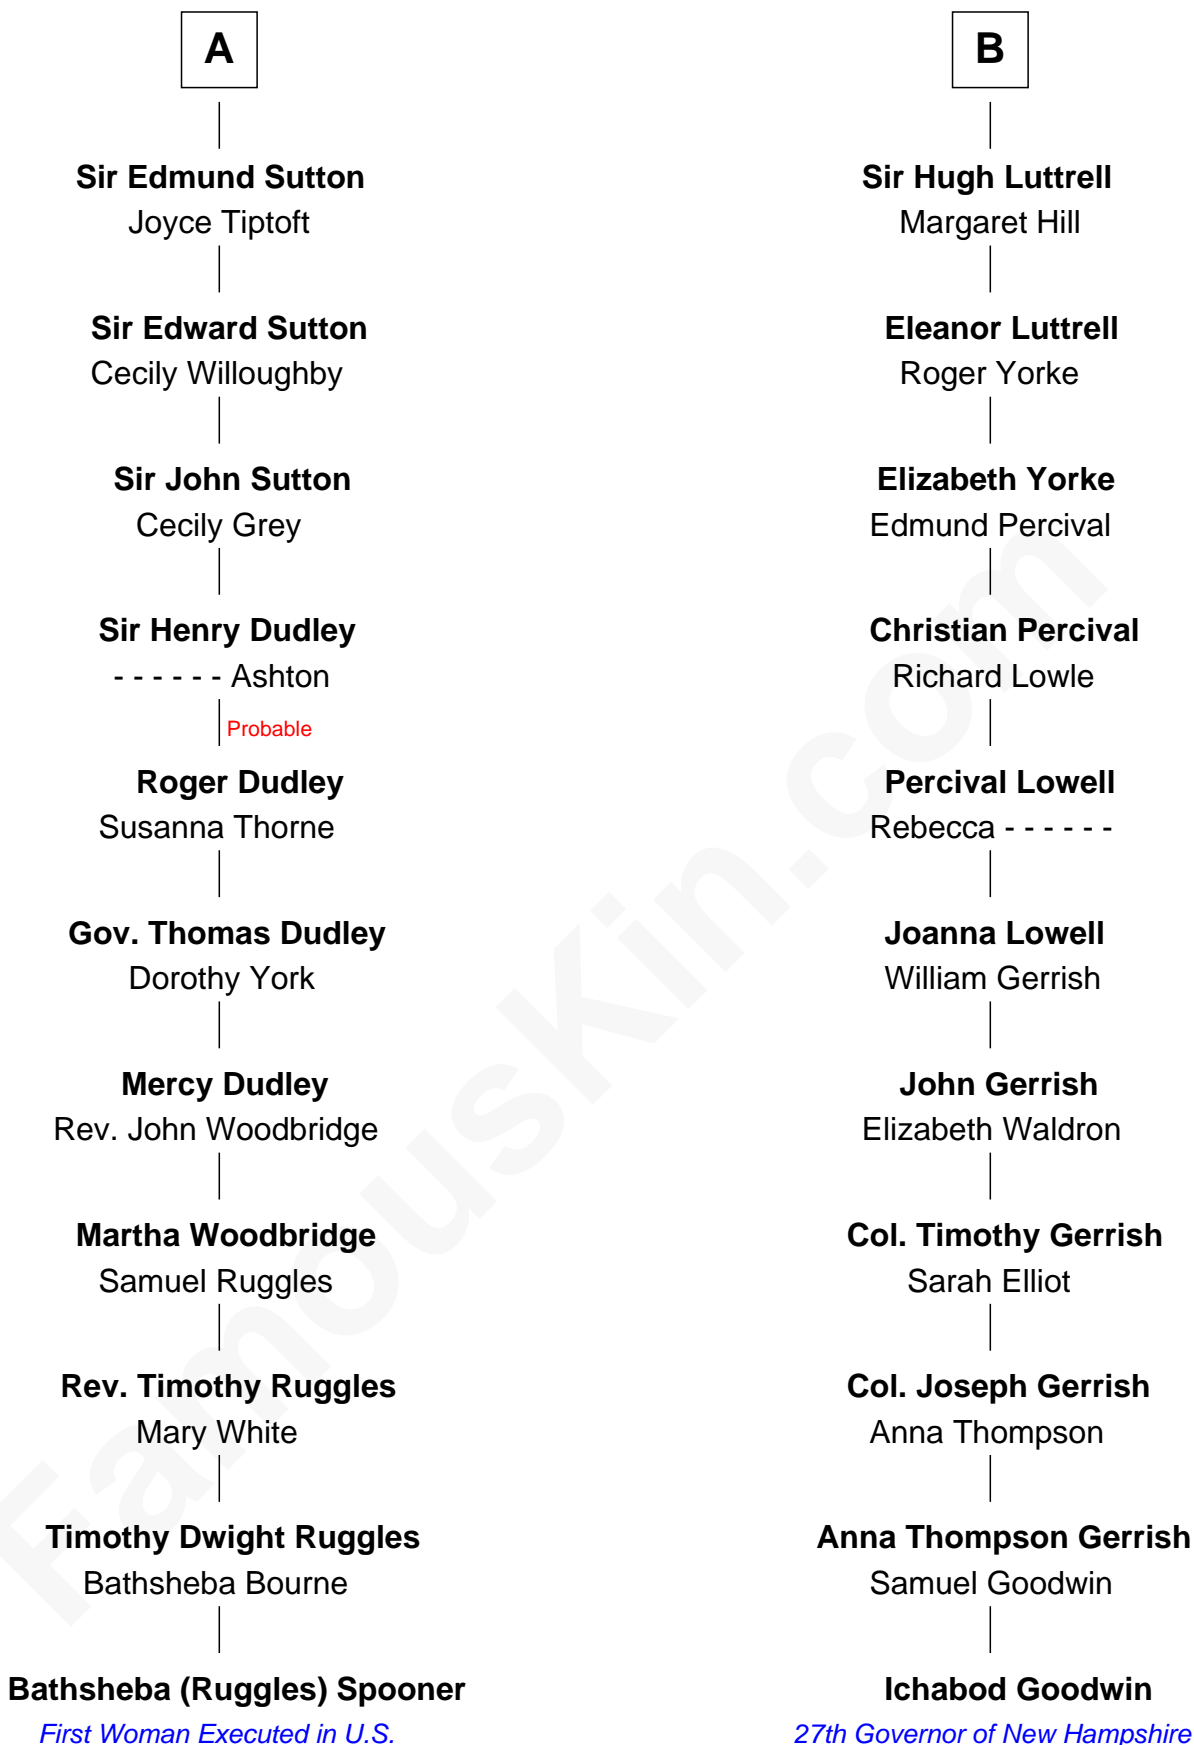 A
Sir Edmund Sutton
Joyce Tiptoft
Sir Edward Sutton
Cecily Willoughby
Sir John Sutton
Cecily Grey
Sir Henry Dudley
- - - - - - Ashton
Probable
Roger Dudley
Susanna Thorne
Gov. Thomas Dudley
Dorothy York
Mercy Dudley
Rev. John Woodbridge
Martha Woodbridge
Samuel Ruggles
Rev. Timothy Ruggles
Mary White
Timothy Dwight Ruggles
Bathsheba Bourne
Bathsheba (Ruggles) Spooner
First Woman Executed in U.S.
B
Sir Hugh Luttrell
Margaret Hill
Eleanor Luttrell
Roger Yorke
Elizabeth Yorke
Edmund Percival
Christian Percival
Richard Lowle
Percival Lowell
Rebecca - - - - - -
Joanna Lowell
William Gerrish
John Gerrish
Elizabeth Waldron
Col. Timothy Gerrish
Sarah Elliot
Col. Joseph Gerrish
Anna Thompson
Anna Thompson Gerrish
Samuel Goodwin
Ichabod Goodwin
27th Governor of New Hampshire
FamousKin.com